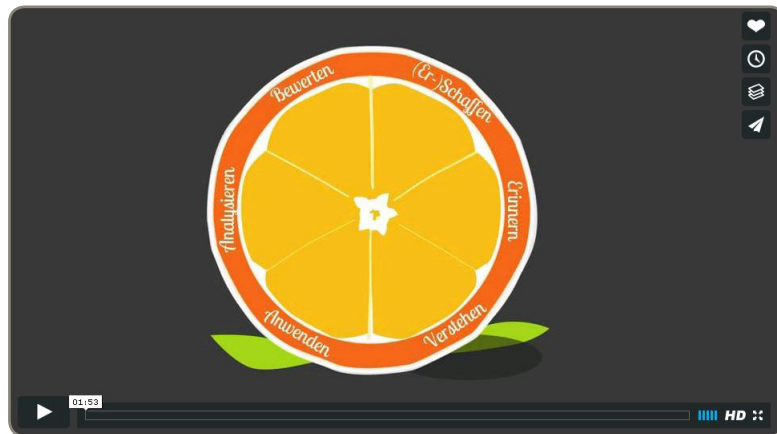 Bewerten
(Er-)Schaffen
Erinnern
Verstehen
Anwenden
Analysieren
01:53
HD